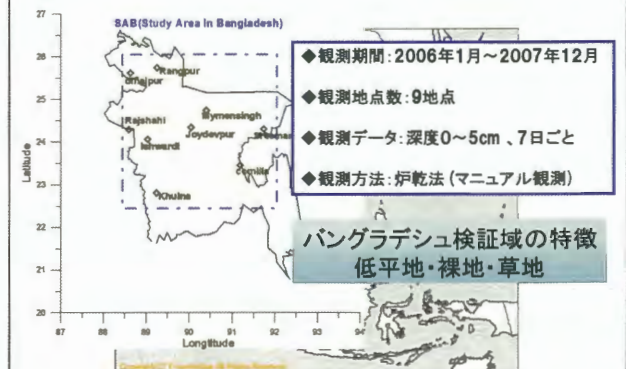 SAB(Study Area in Bangladesh)
27
26
25
24
23
22
21
20
Latitude
87
88
89
90
91
92
93
94
Longtitude
Rangpur
Rajshahi
Ishwardi
Mymensingh
Joydevpur
comilla
Khulna
◆観測期間:2006年1月～2007年12月
◆観測地点数:9地点
◆観測データ:深度0～5cm 、7日ごと
◆観測方法:炉乾法(マニュアル観測)
バングラデシュ検証域の特徴
低平地・裸地・草地